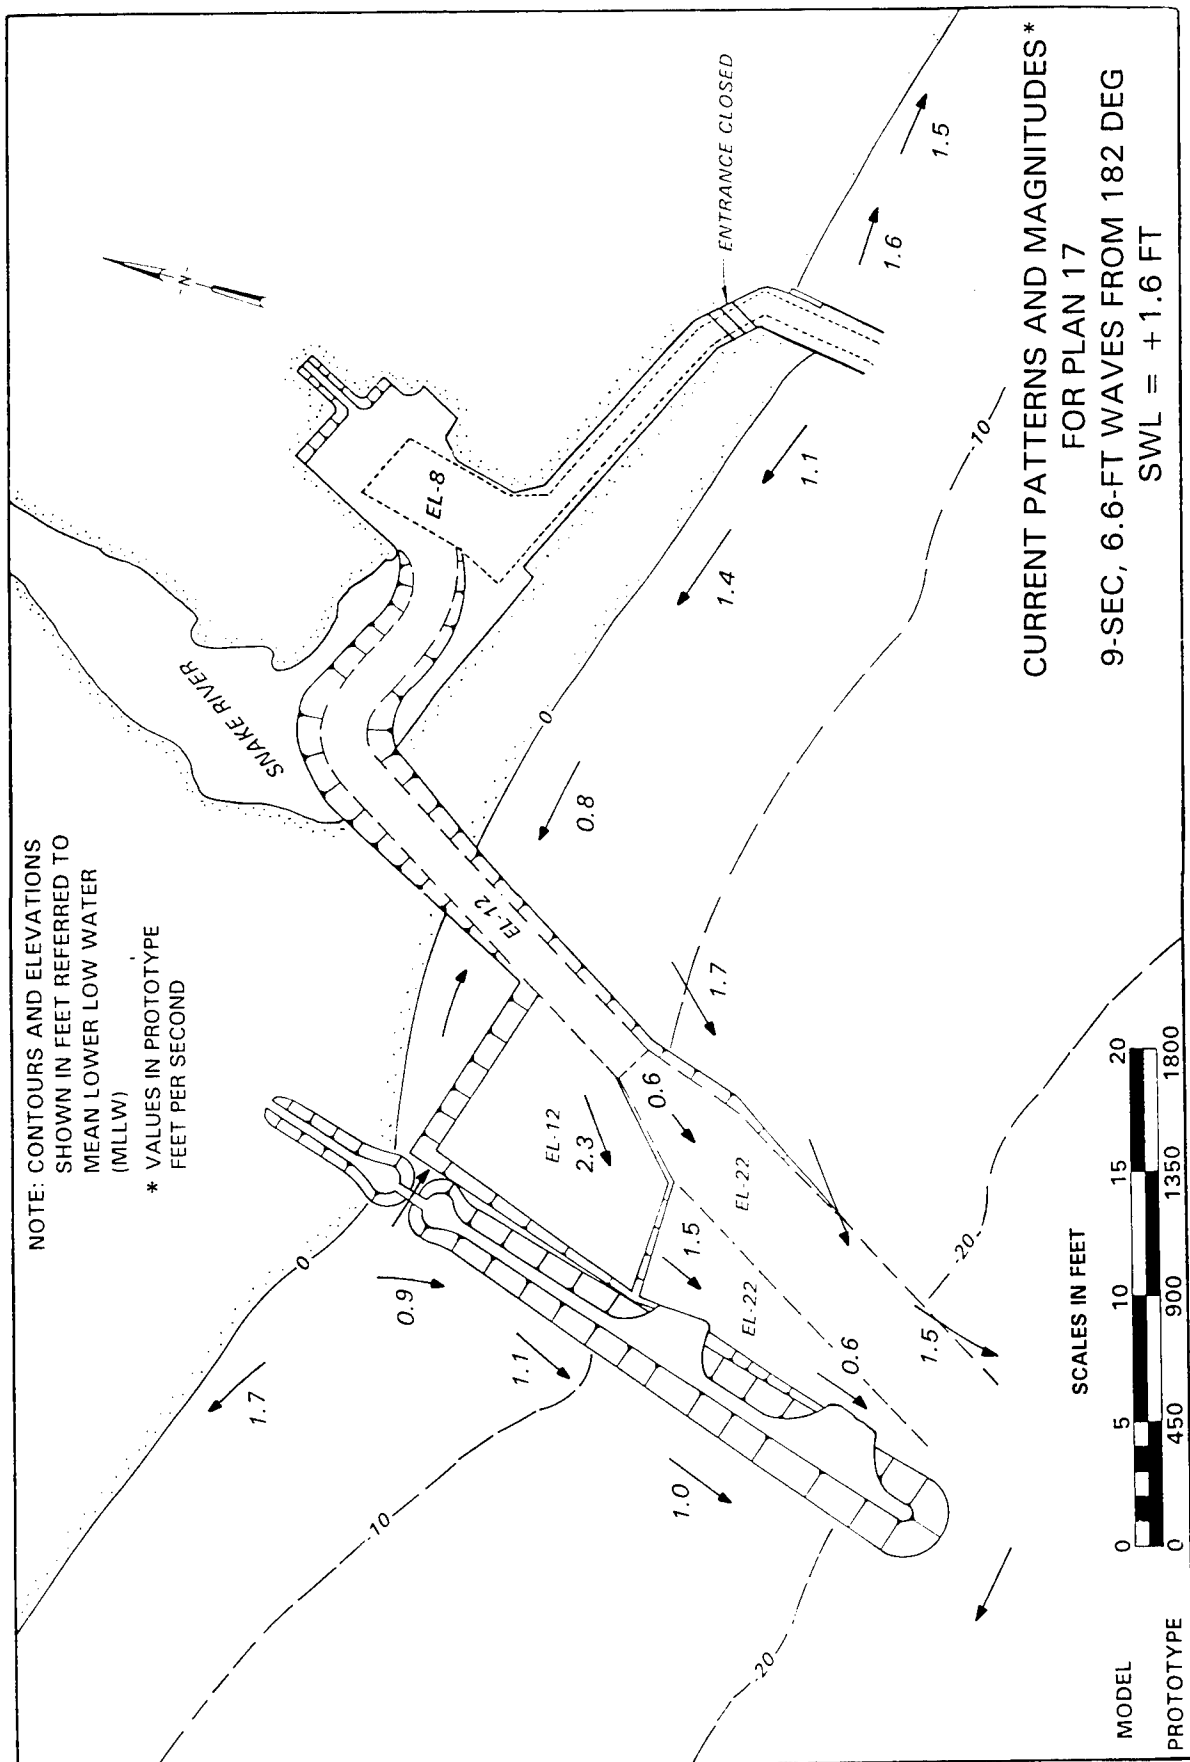 NOTE: CONTOURS AND ELEVATIONS
SHOWN IN FEET REFERRED TO
MEAN LOWER LOW WATER
(MLLW)
* VALUES IN PROTOTYPE
FEET PER SECOND
SNAKE RIVER
N
EL-8
ENTRANCE CLOSED
EL-12
EL-12
2.3
0.6
EL-22
1.5
EL-22
0.6
1.5
1.7
0.8
1.4
1.1
1.6
1.5
0.9
1.1
1.0
1.7
0
-10
-20
0
-10
-20
SCALES IN FEET
MODEL 0 5 10 15 20
PROTOTYPE 0 450 900 1350 1800
CURRENT PATTERNS AND MAGNITUDES*
FOR PLAN 17
9-SEC, 6.6-FT WAVES FROM 182 DEG
SWL = +1.6 FT